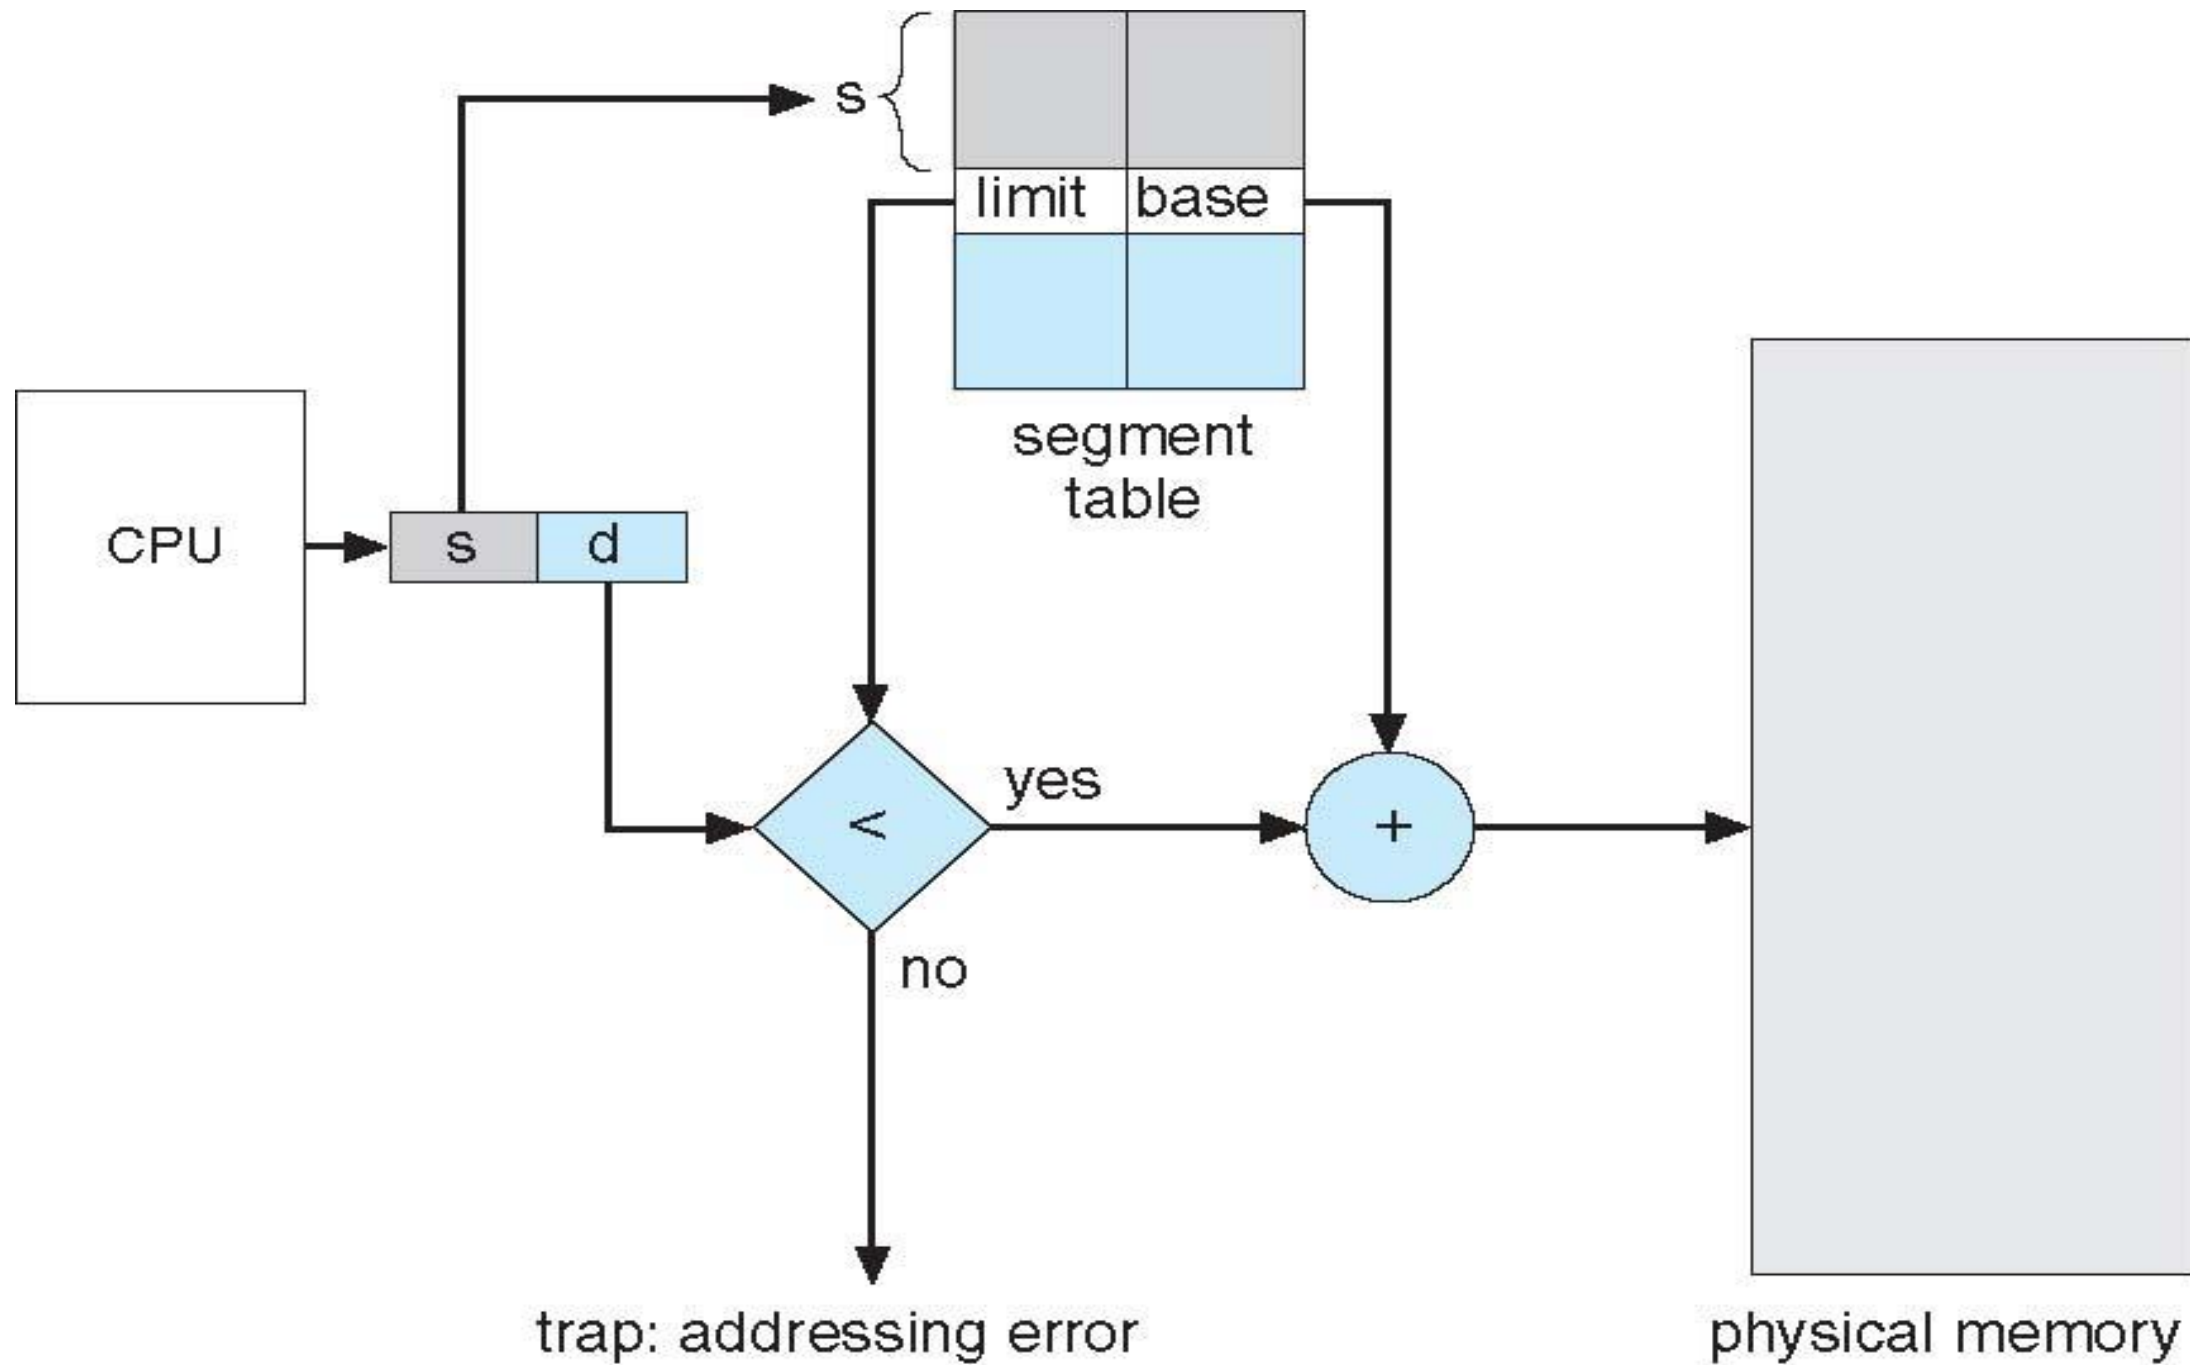 s
limit base
segment
table
CPU
s d
yes
<
+
no
trap: addressing error
physical memory